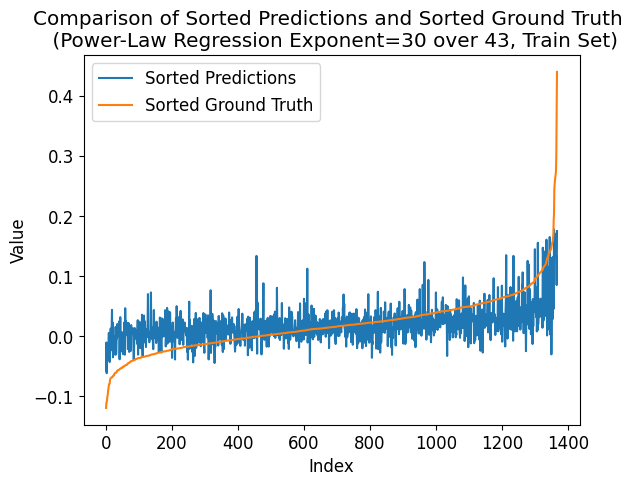 Comparison of Sorted Predictions and Sorted Ground Truth
(Power-Law Regression Exponent=30 over 43, Train Set)
Sorted Predictions
Sorted Ground Truth
Value
0.4
0.3
0.2
0.1
0.0
−0.1
0 200 400 600 800 1000 1200 1400
Index